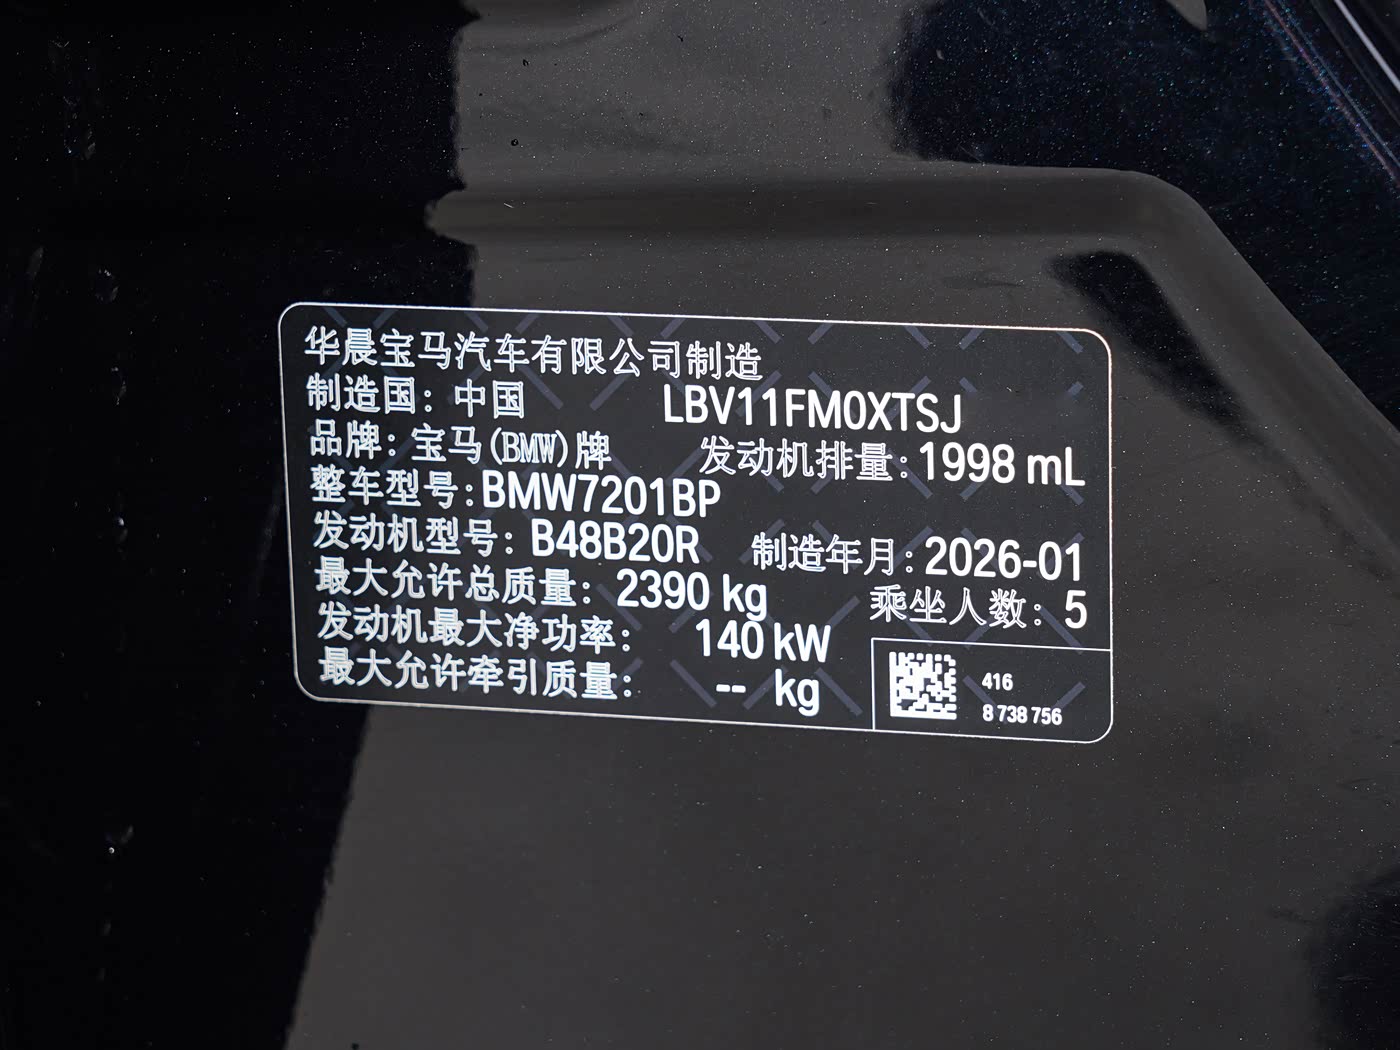 华晨宝马汽车有限公司制造
制造国：中国 LBV11FM0XTSJ
品牌：宝马(BMW)牌 发动机排量：1998 mL
整车型号：BMW7201BP
发动机型号：B48B20R 制造年月：2026-01
最大允许总质量：2390 kg 乘坐人数：5
发动机最大净功率：140 kW
最大允许牵引质量：-- kg
416
8 738 756